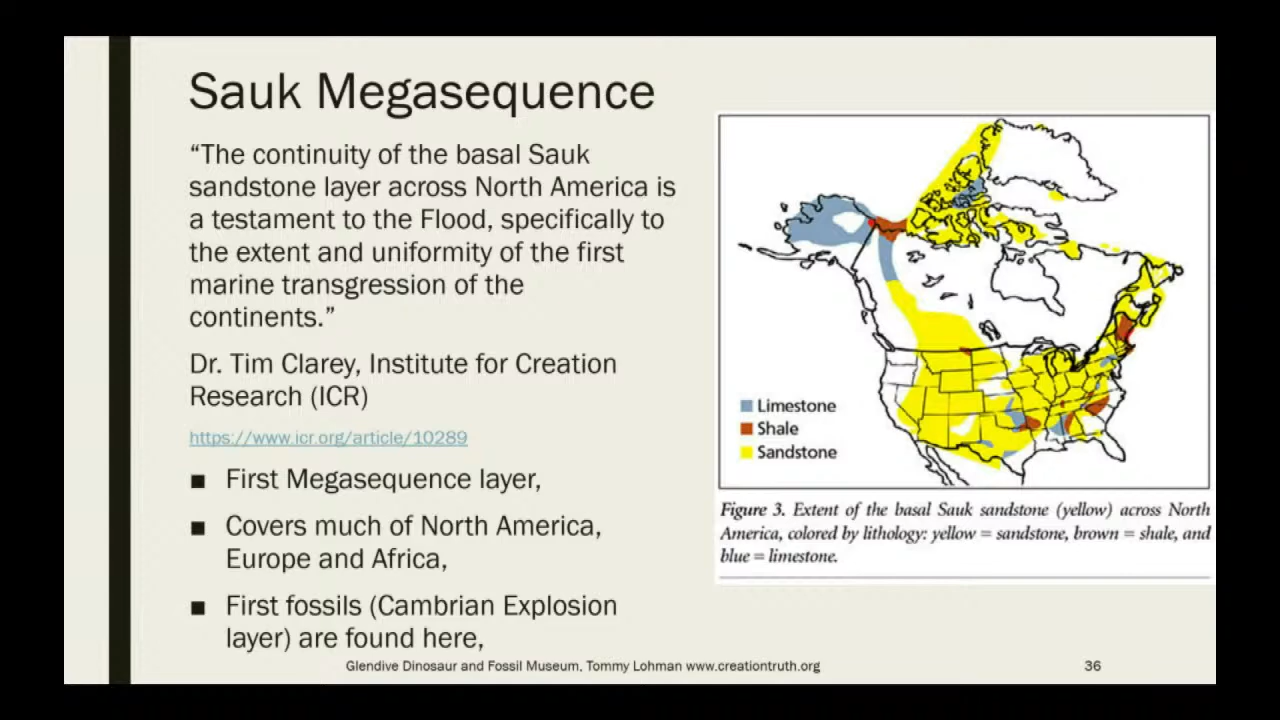 Sauk Megasequence
“The continuity of the basal Sauk
sandstone layer across North America is
a testament to the Flood, specifically to
the extent and uniformity of the first
marine transgression of the
continents.”
Dr. Tim Clarey, Institute for Creation
Research (ICR)
https://www.icr.org/article/10289
■ First Megasequence layer,
■ Covers much of North America,
Europe and Africa,
■ First fossils (Cambrian Explosion
layer) are found here,
Limestone
Shale
Sandstone
Figure 3. Extent of the basal Sauk sandstone (yellow) across North
America, colored by lithology: yellow = sandstone, brown = shale, and
blue = limestone.
Glendive Dinosaur and Fossil Museum, Tommy Lohman www.creationtruth.org
36